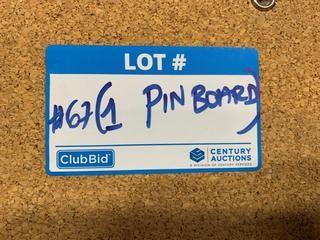 LOT #
#67(1 PIN BOARD)
ClubBid
CENTURY AUCTIONS
A DIVISION OF CENTURY SERVICES